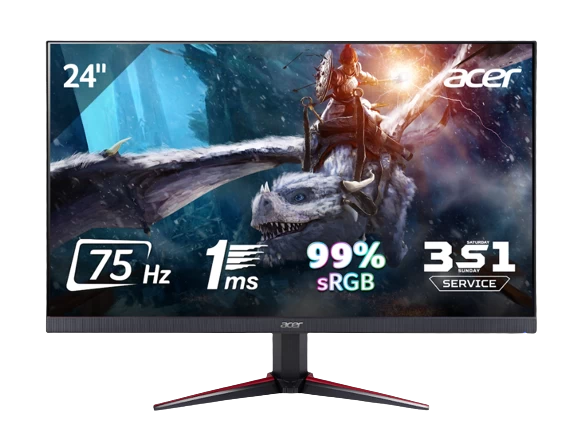 24"
acer
75 Hz
1 ms
99%
sRGB
SATURDAY
3S1
SUNDAY
SERVICE
acer